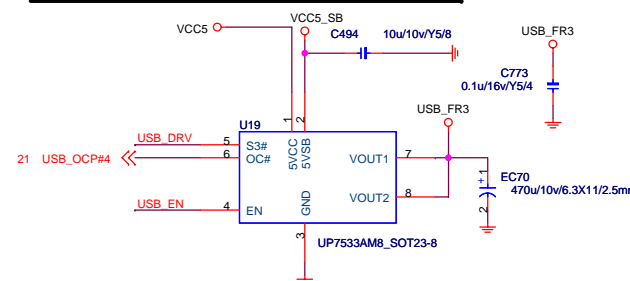 VCC5
VCC5_SB
C494
10u/10v/Y5/8
USB_FR3
C773
0.1u/16v/Y5/4
USB_FR3
U19
1
2
USB_DRV
5
S3#
5VCC
5VSB
VOUT1
7
21
USB_OCP#4
6
OC#
EC70
470u/10v/6.3X11/2.5m
+
1
2
USB_EN
4
EN
GND
VOUT2
8
3
UP7533AM8_SOT23-8